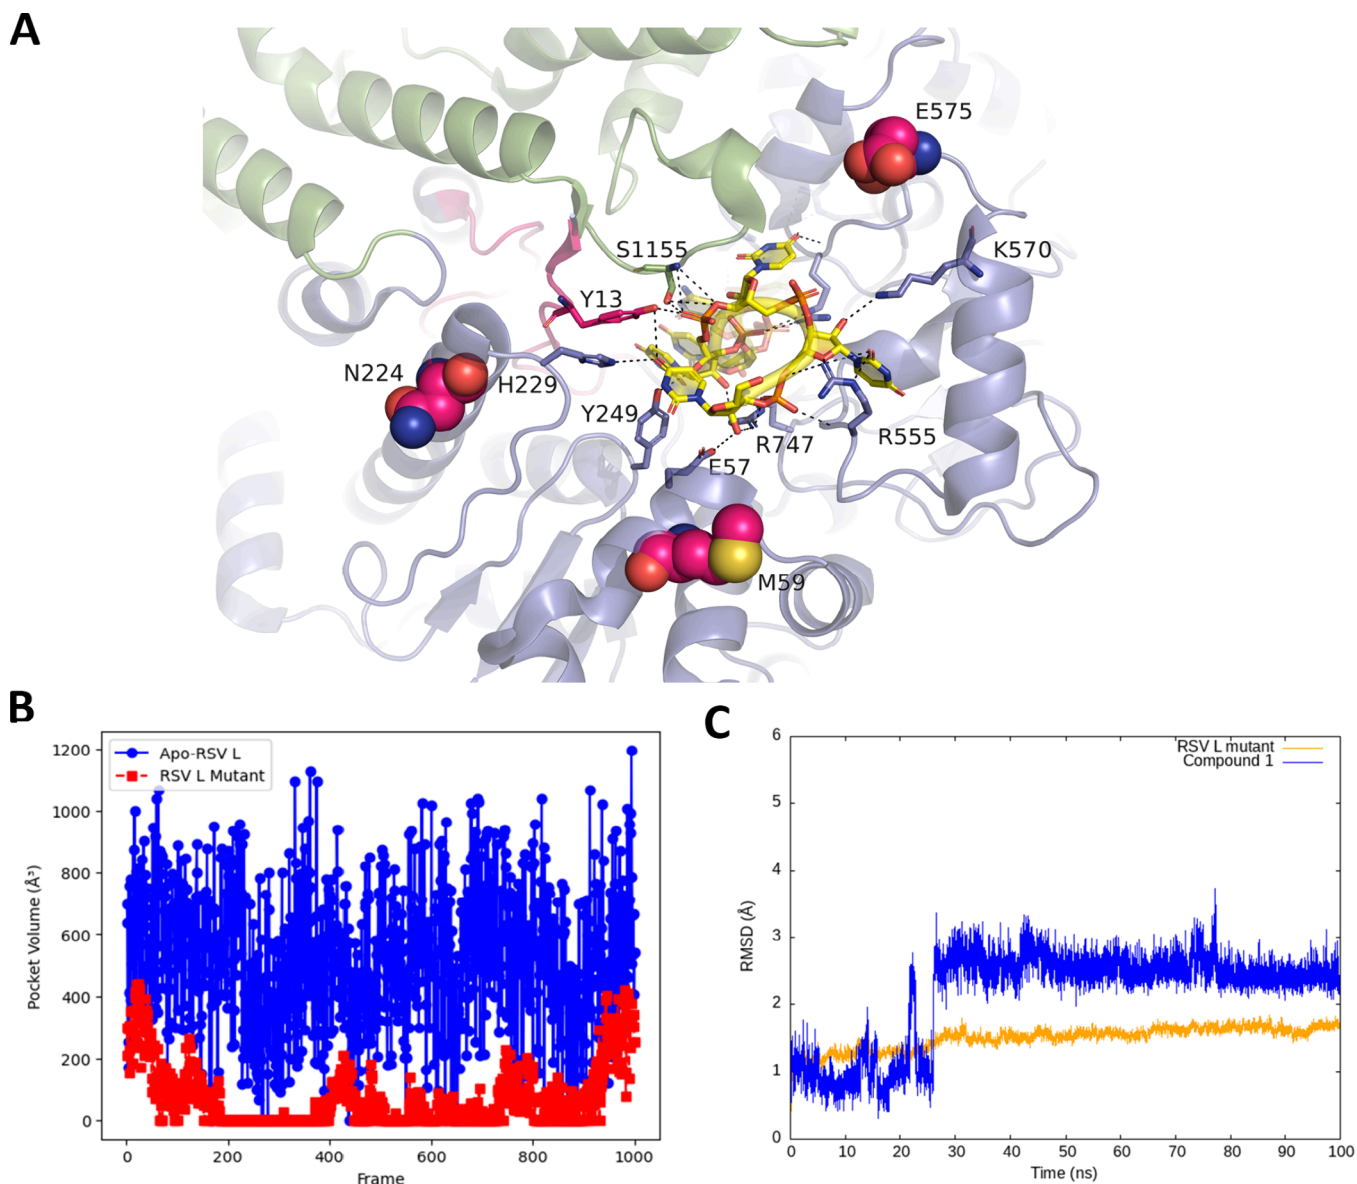 A
E575
S1155
K570
Y13
N224
H229
Y249
R747
R555
E57
M59
B
C
1200
1000
800
600
400
200
0
Pocket Volume (Å³)
Apo-RSV L
RSV L Mutant
0
200
400
600
800
1000
Frame
6
5
4
3
2
1
0
RMSD (Å)
RSV L mutant
Compound 1
0
10
20
30
40
50
60
70
80
90
100
Time (ns)